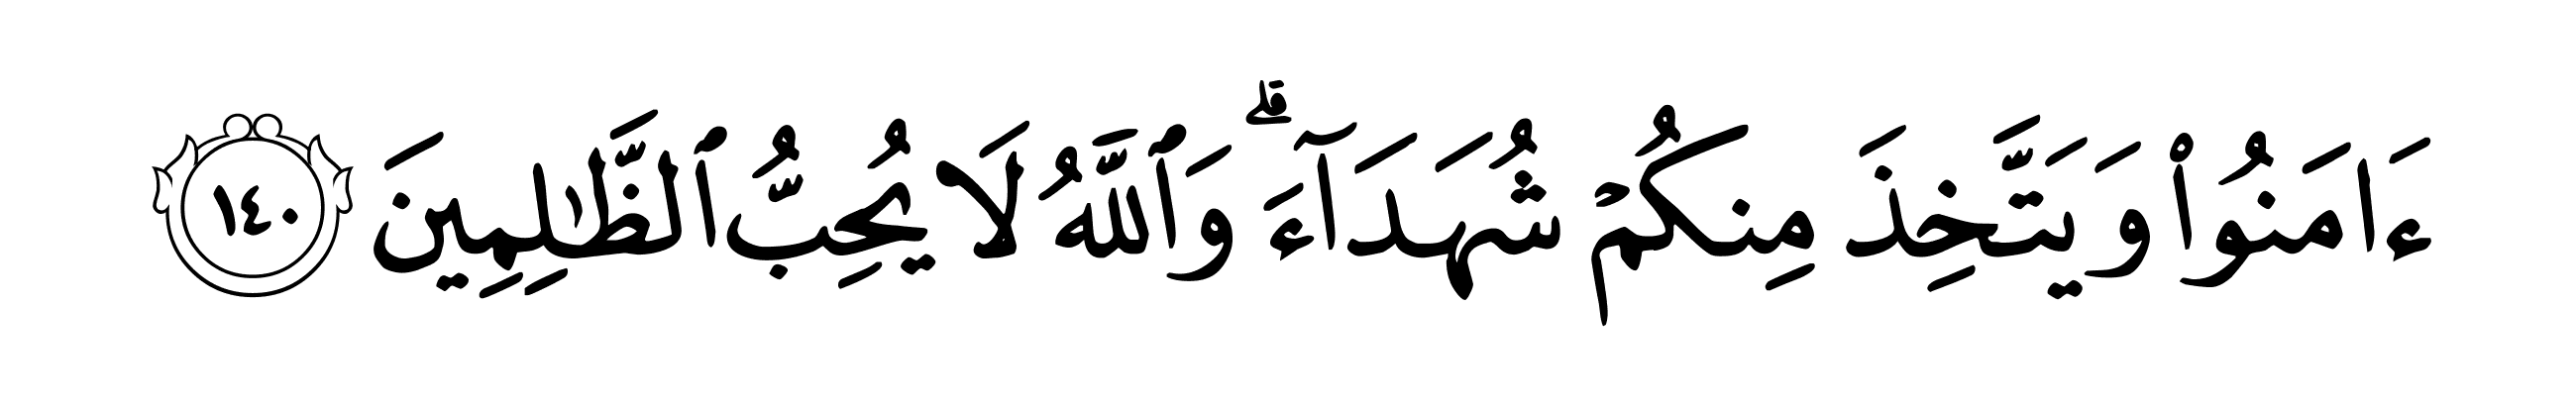 ءَامَنُوا۟ وَيَتَّخِذَ مِنكُمْ شُهَدَآءَ ۗ وَٱللَّهُ لَا يُحِبُّ ٱلظَّـٰلِمِينَ ١٤٠